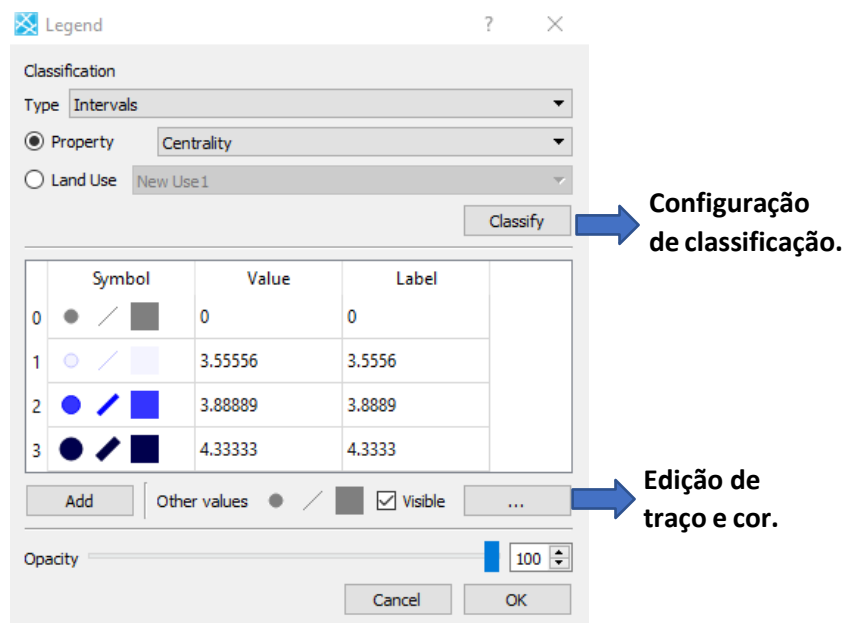 Legend ?
Classification
Type Intervals
Property Centrality
Land Use New Use1
Classify
Configuração
de classificação.
Symbol Value Label
0 0 0
1 3.55556 3.5556
2 3.88889 3.8889
3 4.33333 4.3333
Add Other values Visible ...
Edição de
traço e cor.
Opacity 100
Cancel OK